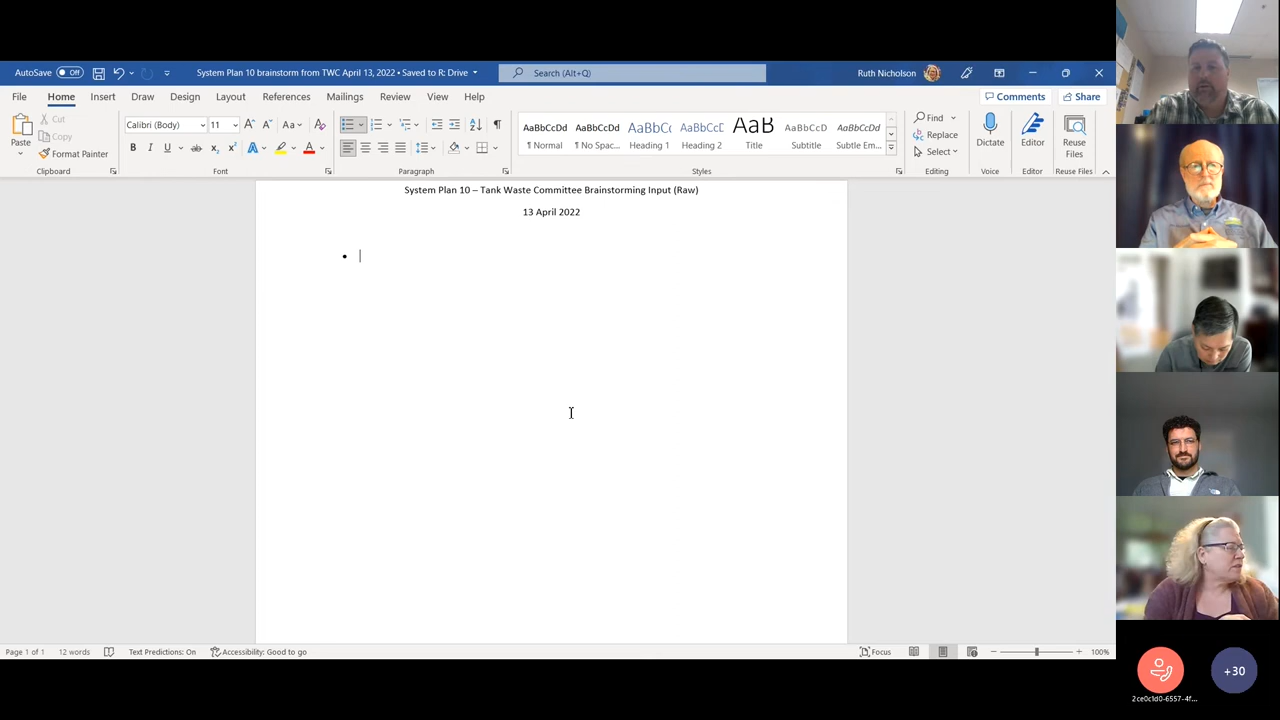 AutoSave Off System Plan 10 brainstorm from TWC April 13, 2022 • Saved to R: Drive Search (Alt+Q) Ruth Nicholson
File Home Insert Draw Design Layout References Mailings Review View Help Comments Share
Paste Cut Copy Format Painter Clipboard
Calibri (Body) 11 Font
Paragraph
AaBbCcDd Normal AaBbCcDd No Spac... AaBbCc Heading 1 AaBbCcD Heading 2 AaB Title AaBbCcD Subtitle AaBbCcDd Subtle Em...
Styles
Find Replace Select Editing
Dictate Voice
Editor Editor
Reuse Files Reuse Files
System Plan 10 – Tank Waste Committee Brainstorming Input (Raw)
13 April 2022
•
Page 1 of 1 12 words Text Predictions: On Accessibility: Good to go Focus 100%
2ce0c1d0-6557-4f...
+30